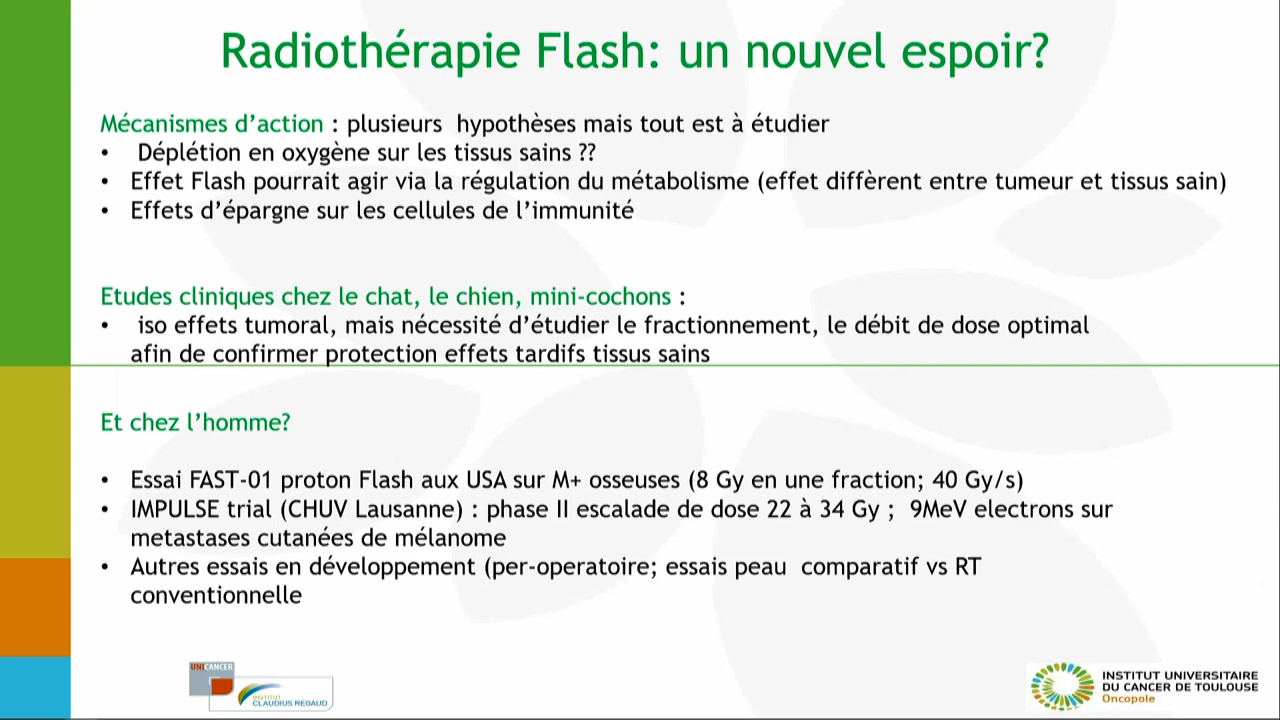 Radiothérapie Flash: un nouvel espoir?
Mécanismes d’action : plusieurs  hypothèses mais tout est à étudier
•  Déplétion en oxygène sur les tissus sains ??
• Effet Flash pourrait agir via la régulation du métabolisme (effet diffèrent entre tumeur et tissus sain)
• Effets d’épargne sur les cellules de l’immunité
Etudes cliniques chez le chat, le chien, mini-cochons :
•  iso effets tumoral, mais nécessité d’étudier le fractionnement, le débit de dose optimal
afin de confirmer protection effets tardifs tissus sains
Et chez l’homme?
• Essai FAST-01 proton Flash aux USA sur M+ osseuses (8 Gy en une fraction; 40 Gy/s)
• IMPULSE trial (CHUV Lausanne) : phase II escalade de dose 22 à 34 Gy ;  9MeV electrons sur
metastases cutanées de mélanome
• Autres essais en développement (per-operatoire; essais peau  comparatif vs RT
conventionnelle
UNICANCER
INSTITUT
CLAUDIUS REGAUD
INSTITUT UNIVERSITAIRE
DU CANCER DE TOULOUSE
Oncopole